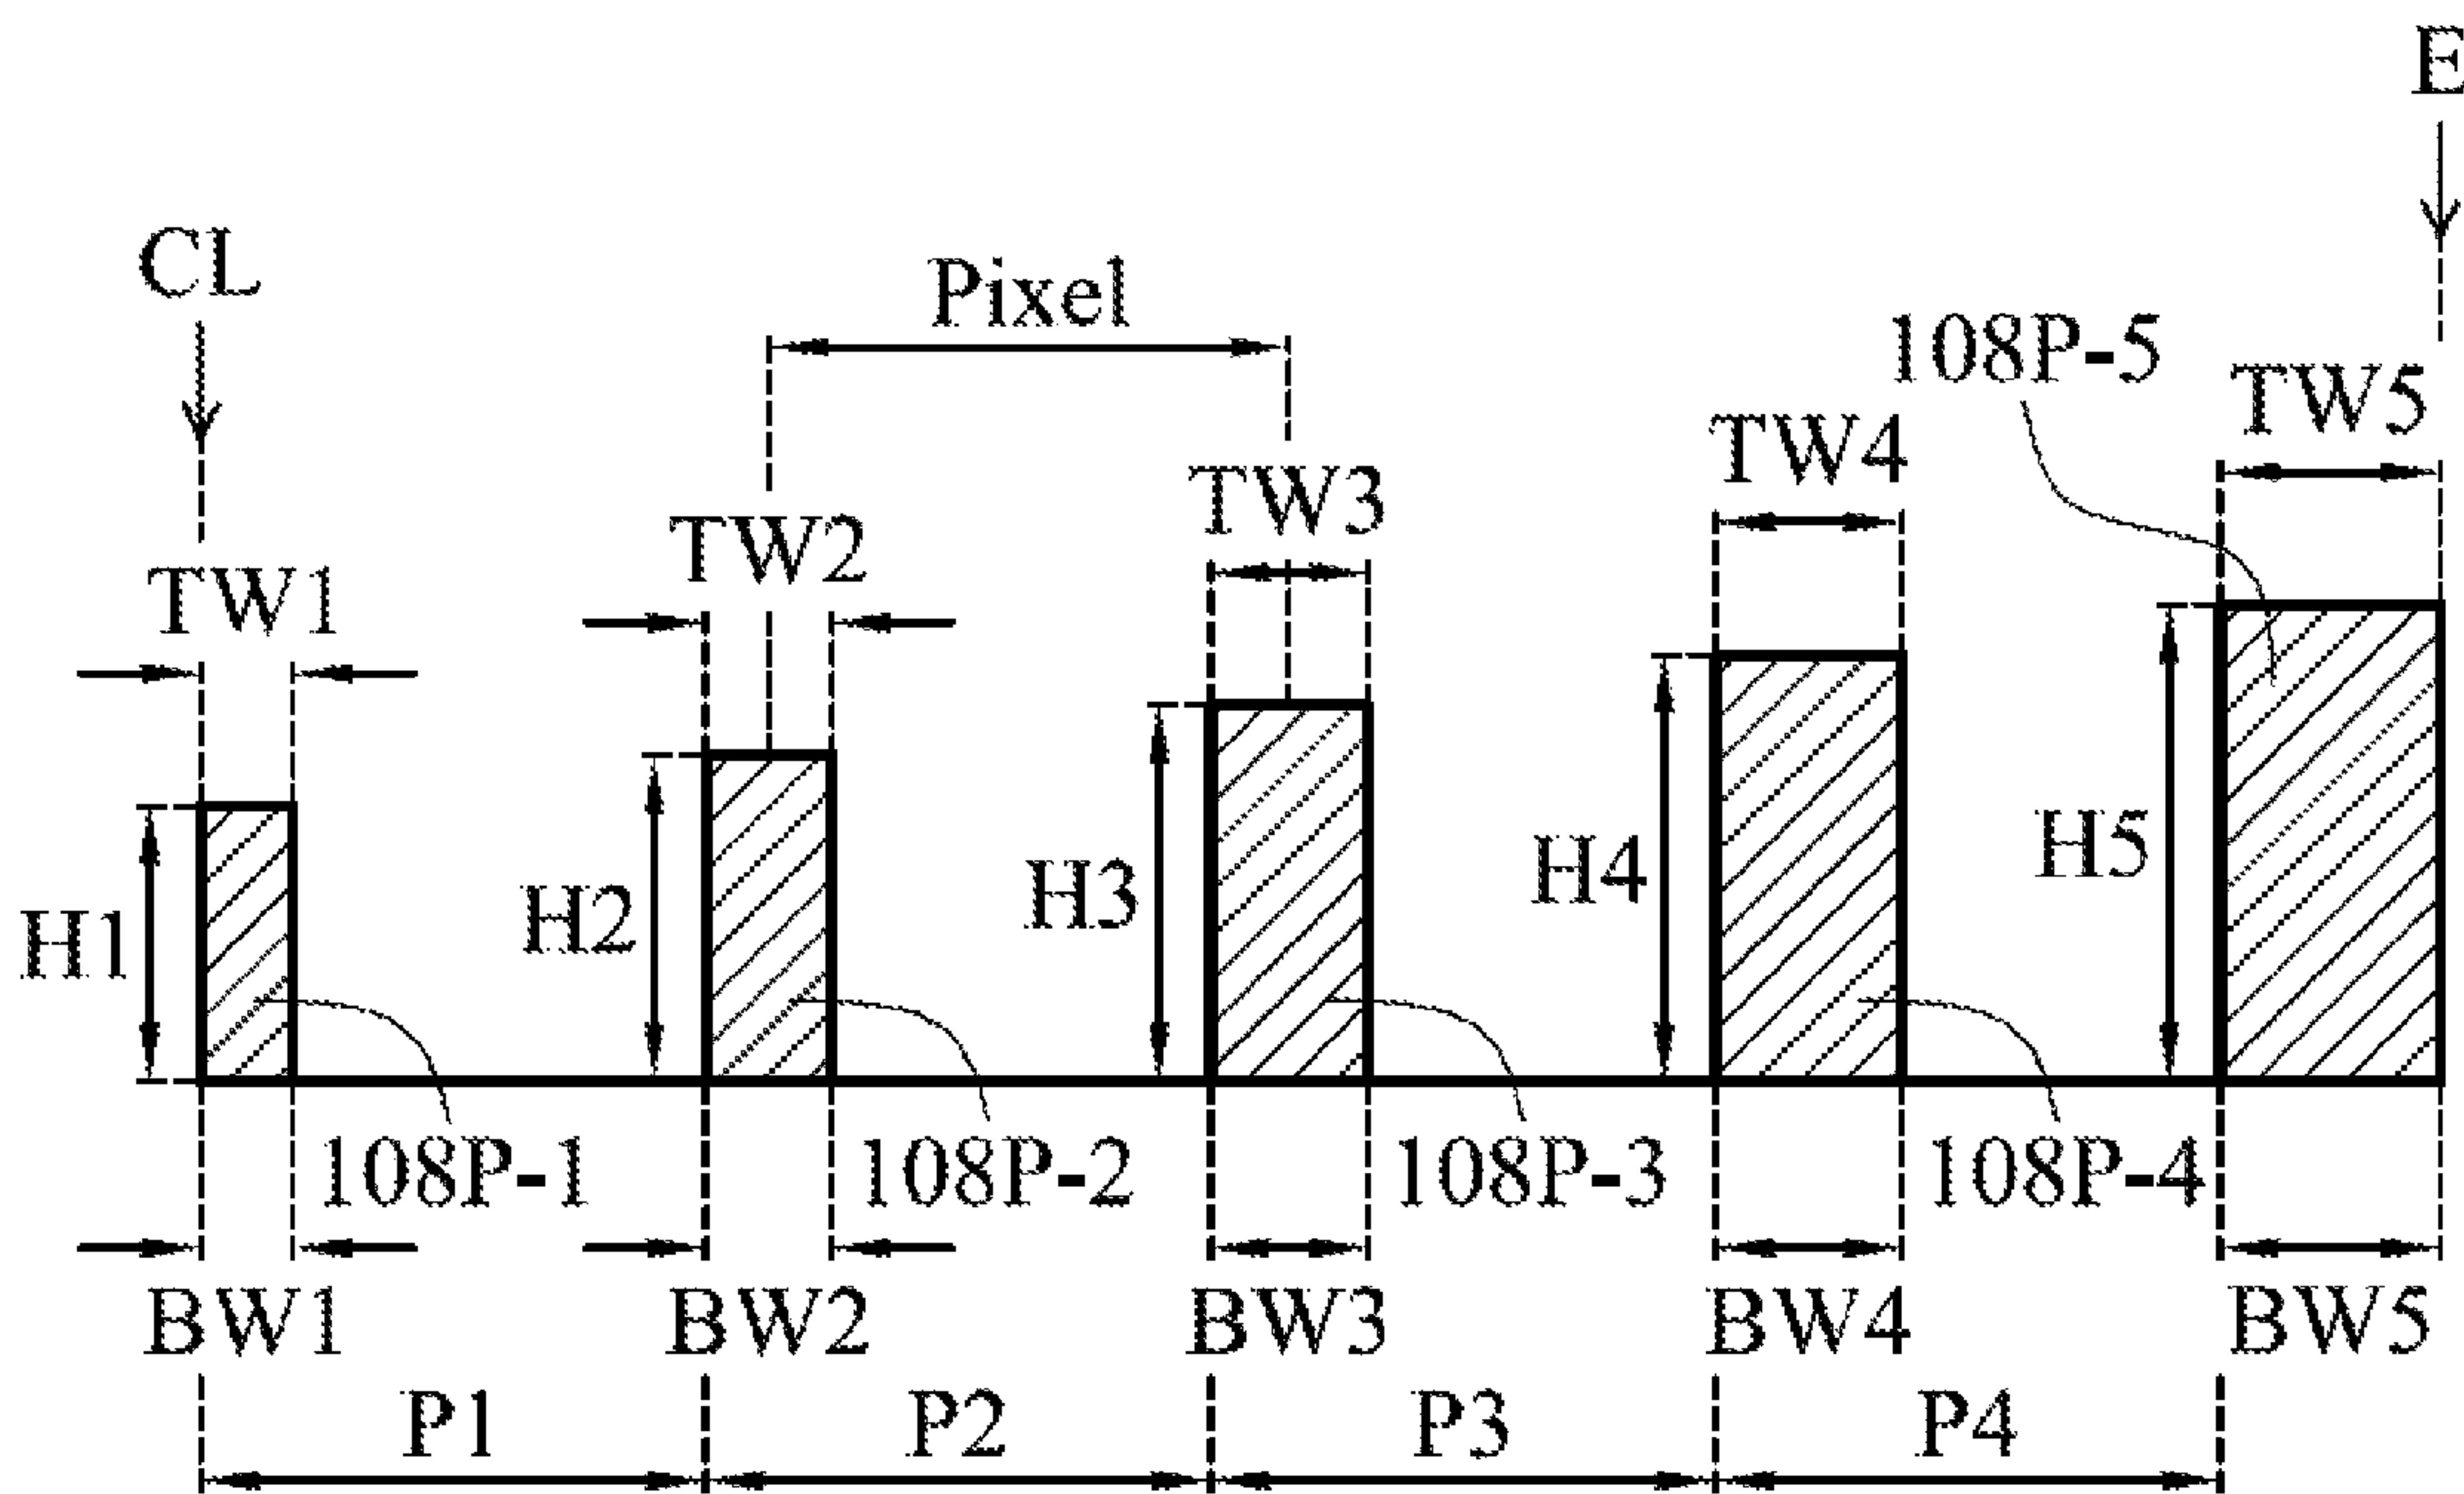 E
CL
Pixel
108P-5
TW1
TW2
TW3
TW4
TW5
H1
H2
H3
H4
H5
108P-1
108P-2
108P-3
108P-4
BW1
BW2
BW3
BW4
BW5
P1
P2
P3
P4